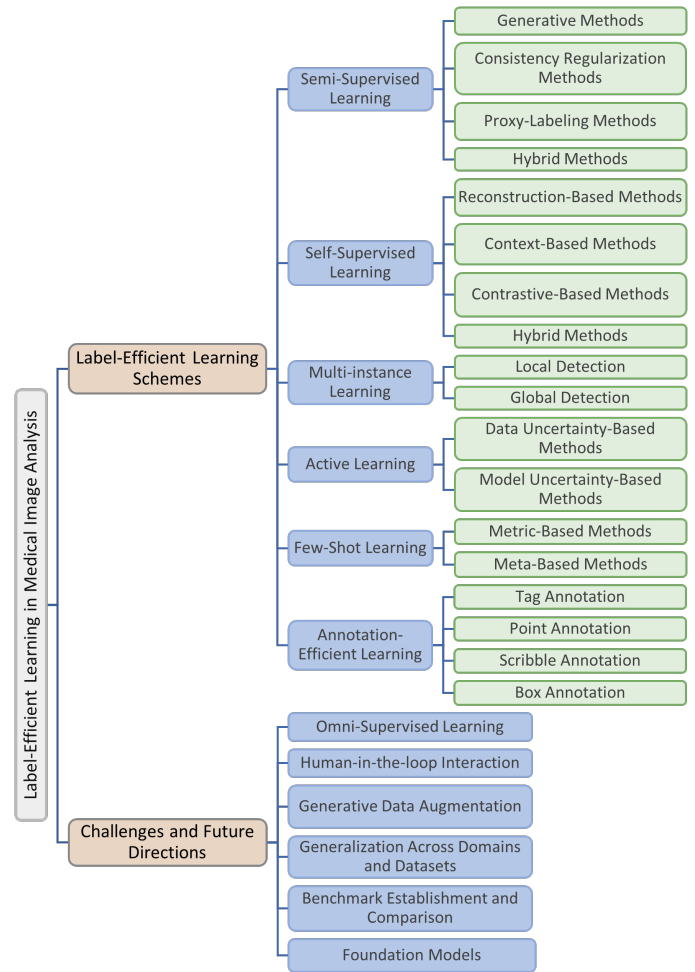 Label-Efficient Learning in Medical Image Analysis
Label-Efficient Learning
Schemes
Semi-Supervised
Learning
Generative Methods
Consistency Regularization
Methods
Proxy-Labeling Methods
Hybrid Methods
Self-Supervised
Learning
Reconstruction-Based Methods
Context-Based Methods
Contrastive-Based Methods
Hybrid Methods
Multi-instance
Learning
Local Detection
Global Detection
Active Learning
Data Uncertainty-Based
Methods
Model Uncertainty-Based
Methods
Few-Shot Learning
Metric-Based Methods
Meta-Based Methods
Annotation-
Efficient Learning
Tag Annotation
Point Annotation
Scribble Annotation
Box Annotation
Challenges and Future
Directions
Omni-Supervised Learning
Human-in-the-loop Interaction
Generative Data Augmentation
Generalization Across Domains
and Datasets
Benchmark Establishment and
Comparison
Foundation Models